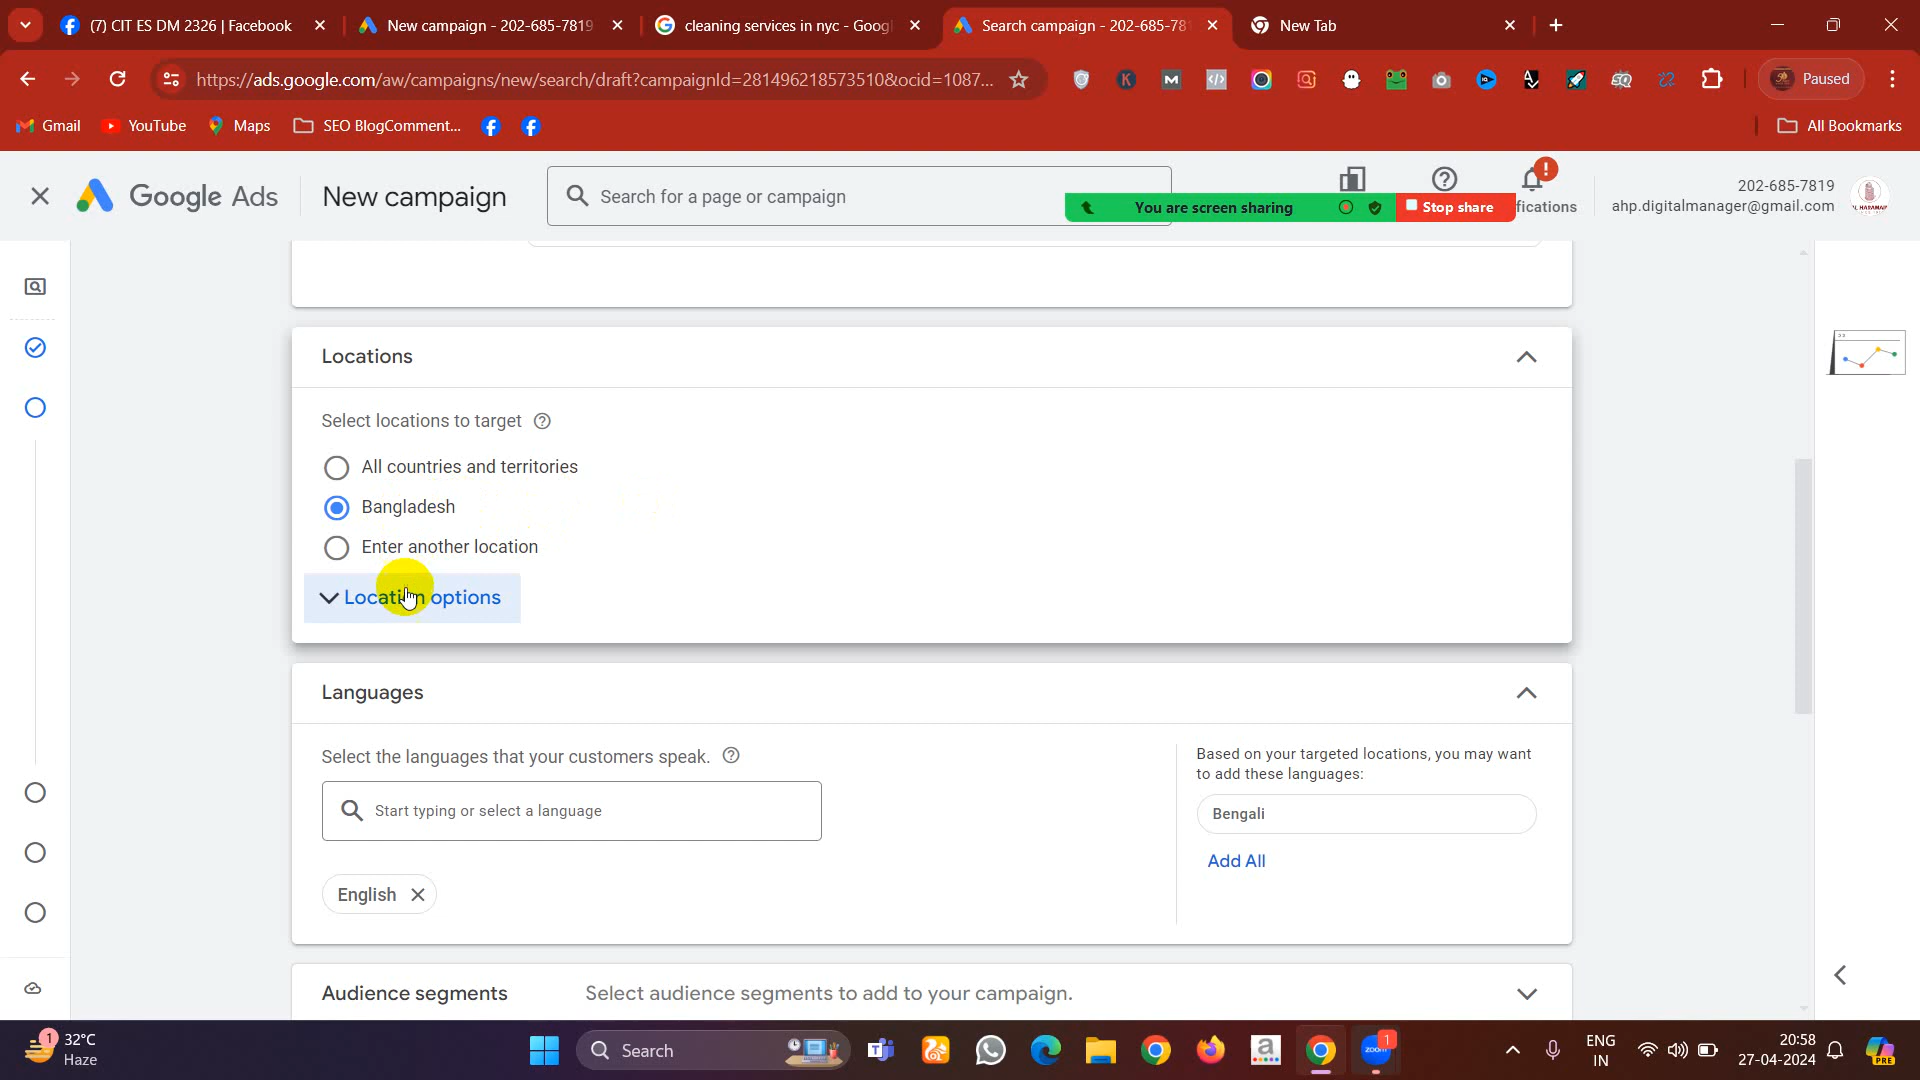 (7) CIT ES DM 2326 | Facebook
New campaign - 202-685-7819
cleaning services in nyc - Goog
Search campaign - 202-685-781
New Tab
https://ads.google.com/aw/campaigns/new/search/draft?campaignId=281496218573510&ocid=1087...
Paused
Gmail
YouTube
Maps
SEO BlogComment...
All Bookmarks
Google Ads
New campaign
Search for a page or campaign
You are screen sharing
Stop share
fications
202-685-7819
ahp.digitalmanager@gmail.com
Locations
Select locations to target
All countries and territories
Bangladesh
Enter another location
Location options
Languages
Select the languages that your customers speak.
Start typing or select a language
English
Based on your targeted locations, you may want
to add these languages:
Bengali
Add All
Audience segments
Select audience segments to add to your campaign.
1
32°C
Haze
Search
zoom
1
ENG
IN
20:58
27-04-2024
PRE